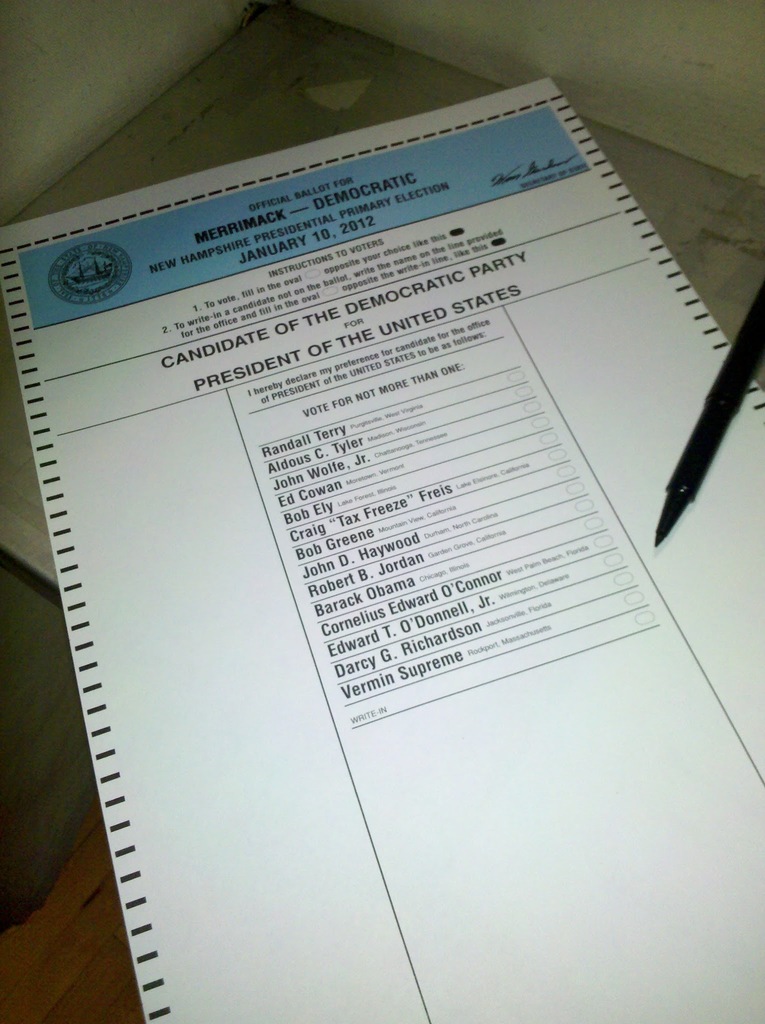 OFFICIAL BALLOT FOR
MERRIMACK — DEMOCRATIC
NEW HAMPSHIRE PRESIDENTIAL PRIMARY ELECTION
JANUARY 10, 2012
SECRETARY OF STATE
INSTRUCTIONS TO VOTERS
1. To vote, fill in the oval opposite your choice like this
2. To write-in a candidate not on the ballot, write the name on the line provided
for the office and fill in the oval opposite the write-in line, like this
CANDIDATE OF THE DEMOCRATIC PARTY
FOR
PRESIDENT OF THE UNITED STATES
I hereby declare my preference for candidate for the office
of PRESIDENT of the UNITED STATES to be as follows:
VOTE FOR NOT MORE THAN ONE:
Randall Terry Purgitsville, West Virginia
Aldous C. Tyler Madison, Wisconsin
John Wolfe, Jr. Chattanooga, Tennessee
Ed Cowan Moretown, Vermont
Bob Ely Lake Forest, Illinois
Craig "Tax Freeze" Freis Lake Elsinore, California
Bob Greene Mountain View, California
John D. Haywood Durham, North Carolina
Robert B. Jordan Garden Grove, California
Barack Obama Chicago, Illinois
Cornelius Edward O'Connor West Palm Beach, Florida
Edward T. O'Donnell, Jr. Wilmington, Delaware
Darcy G. Richardson Jacksonville, Florida
Vermin Supreme Rockport, Massachusetts
WRITE-IN